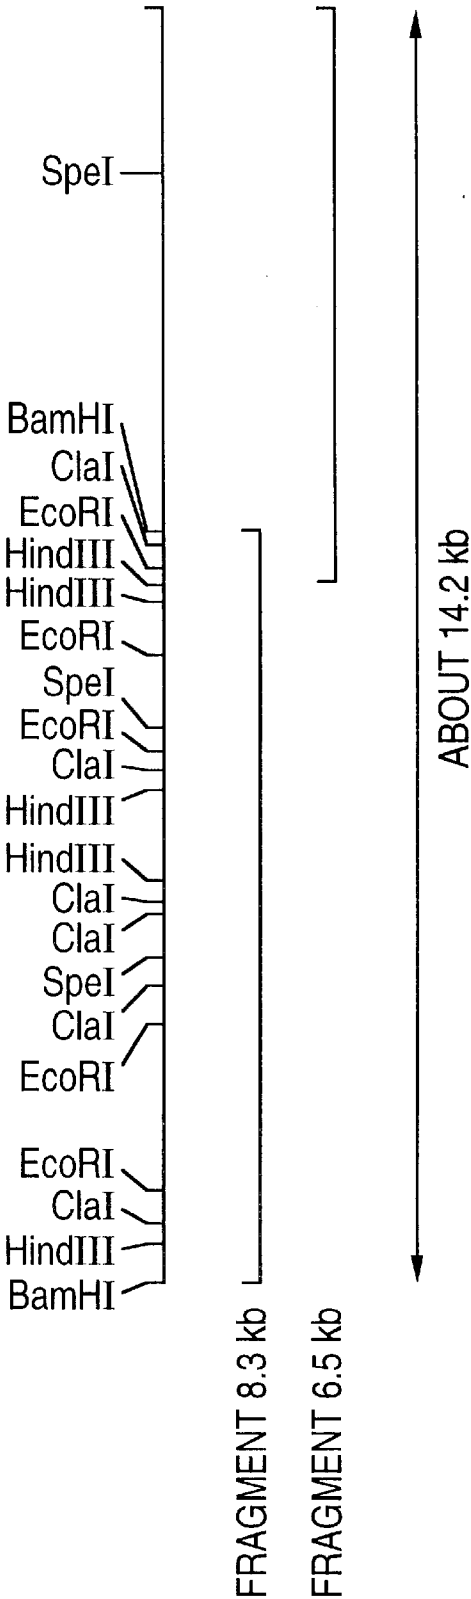 SpeI
BamHI
ClaI
EcoRI
HindIII
HindIII
EcoRI
SpeI
EcoRI
ClaI
HindIII
HindIII
ClaI
ClaI
SpeI
ClaI
EcoRI
EcoRI
ClaI
HindIII
BamHI
FRAGMENT 8.3 kb
FRAGMENT 6.5 kb
ABOUT 14.2 kb